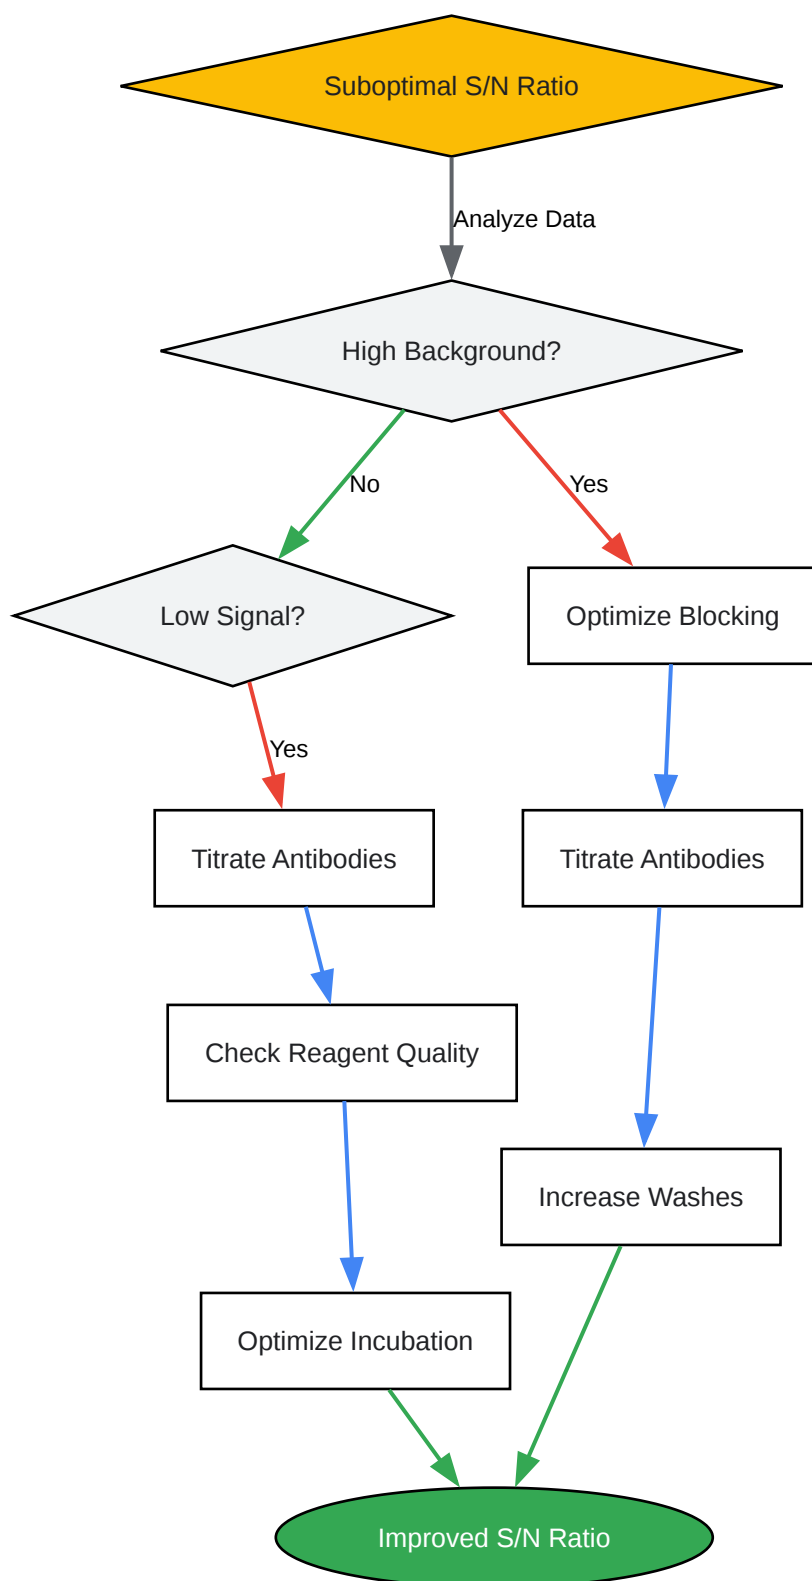 Suboptimal S/N Ratio
Analyze Data
High Background?
No
Yes
Low Signal?
Optimize Blocking
Yes
Titrate Antibodies
Titrate Antibodies
Check Reagent Quality
Increase Washes
Optimize Incubation
Improved S/N Ratio